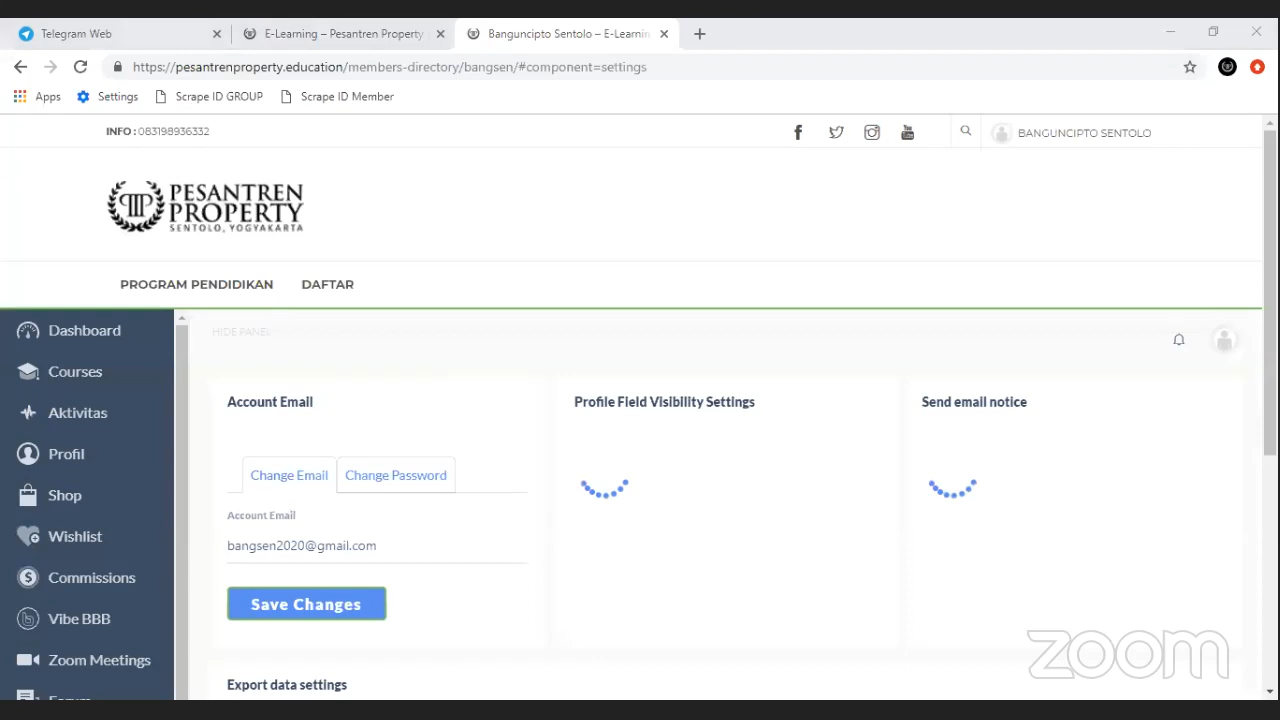 Telegram Web
E-Learning – Pesantren Property
Banguncipto Sentolo – E-Learnin
https://pesantrenproperty.education/members-directory/bangsen/#component=settings
Apps
Settings
Scrape ID GROUP
Scrape ID Member
INFO : 083198936332
BANGUNCIPTO SENTOLO
PESANTREN
PROPERTY
SENTOLO, YOGYAKARTA
PROGRAM PENDIDIKAN
DAFTAR
Dashboard
Courses
Aktivitas
Profil
Shop
Wishlist
Commissions
Vibe BBB
Zoom Meetings
Forum
HIDE PANEL
Account Email
Change Email
Change Password
Account Email
bangsen2020@gmail.com
Save Changes
Profile Field Visibility Settings
Send email notice
Export data settings
zoom